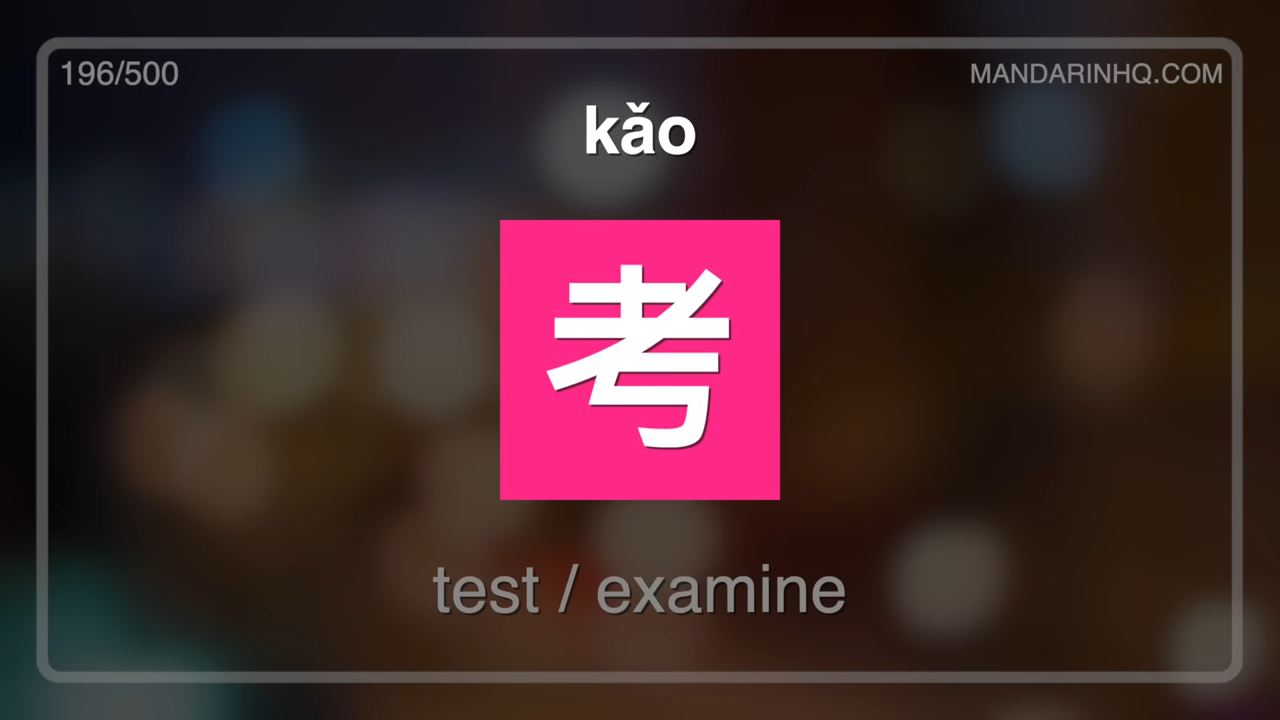 196/500
MANDARINHQ.COM
kǎo
考
test / examine